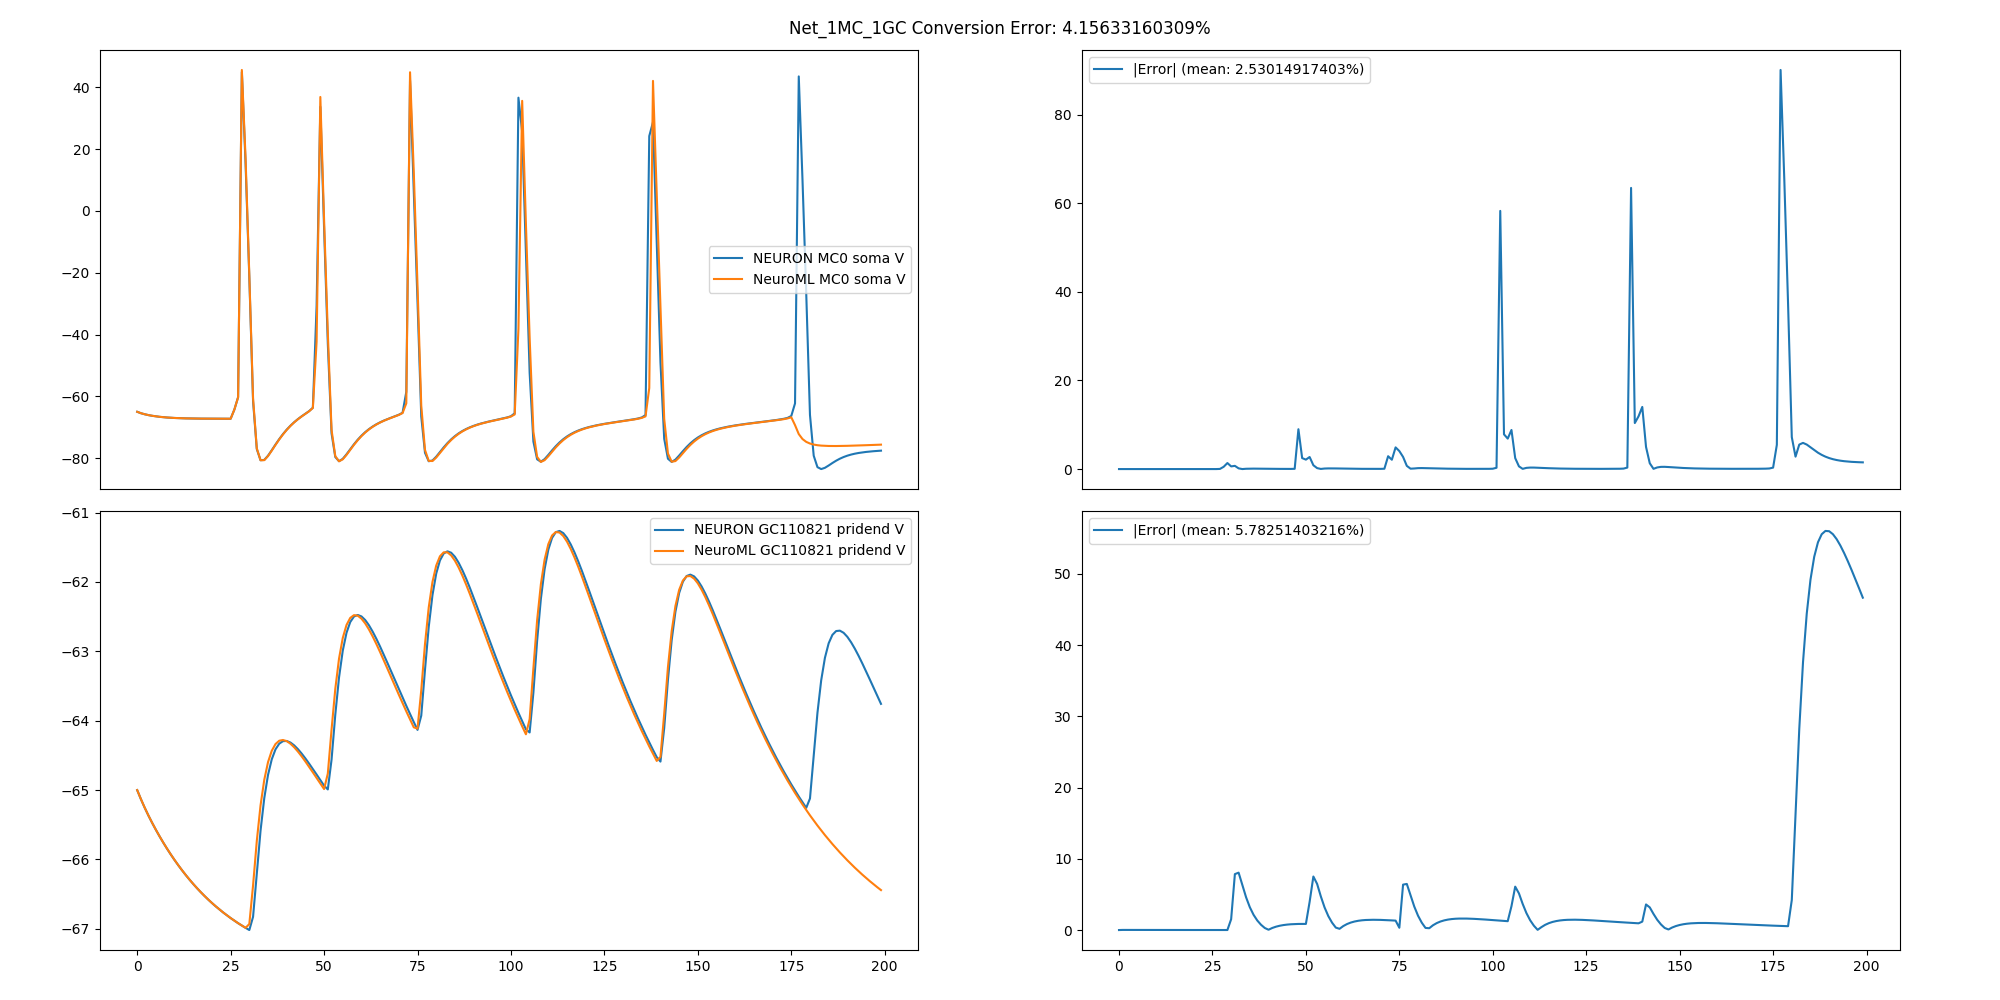 Net_1MC_1GC Conversion Error: 4.15633160309%
40
20
0
−20
−40
−60
−80
NEURON MC0 soma V
NeuroML MC0 soma V
|Error| (mean: 2.53014917403%)
80
60
40
20
0
−61
−62
−63
−64
−65
−66
−67
NEURON GC110821 pridend V
NeuroML GC110821 pridend V
0 25 50 75 100 125 150 175 200
|Error| (mean: 5.78251403216%)
50
40
30
20
10
0
0 25 50 75 100 125 150 175 200